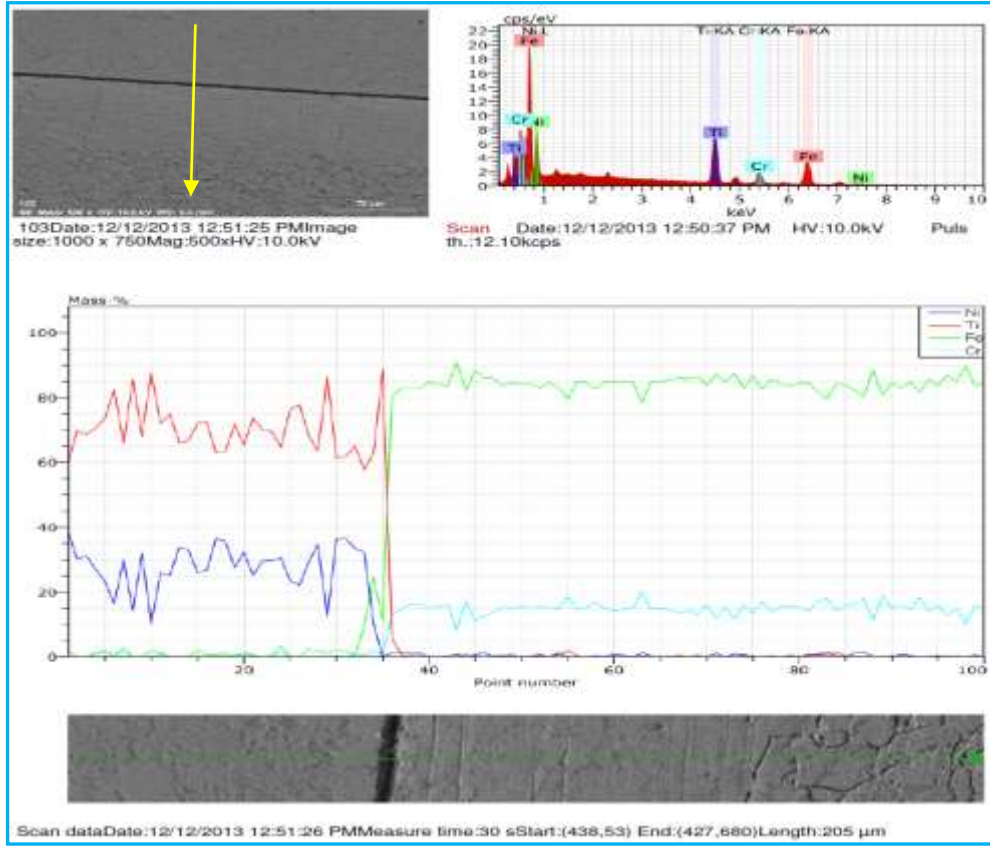 cps/eV
22
20
18
16
14
12
10
8
6
4
2
0
Ni-L
Fe
Cr
Ni
Ti
Ti-KA Cr-KA Fe-KA
Ti
Cr
Fe
Ni
1 2 3 4 5 6 7 8 9 10
keV
103Date:12/12/2013 12:51:25 PMImage
size:1000 x 750Mag:500xHV:10.0kV
Scan Date:12/12/2013 12:50:37 PM HV:10.0kV Puls
th.:12.10kcps
Mass-%
Ni
Ti
Fe
Cr
100
80
60
40
20
0
20 40 60 80 100
Point number
Scan dataDate:12/12/2013 12:51:26 PMMeasure time:30 sStart:(438,53) End:(427,680)Length:205 µm